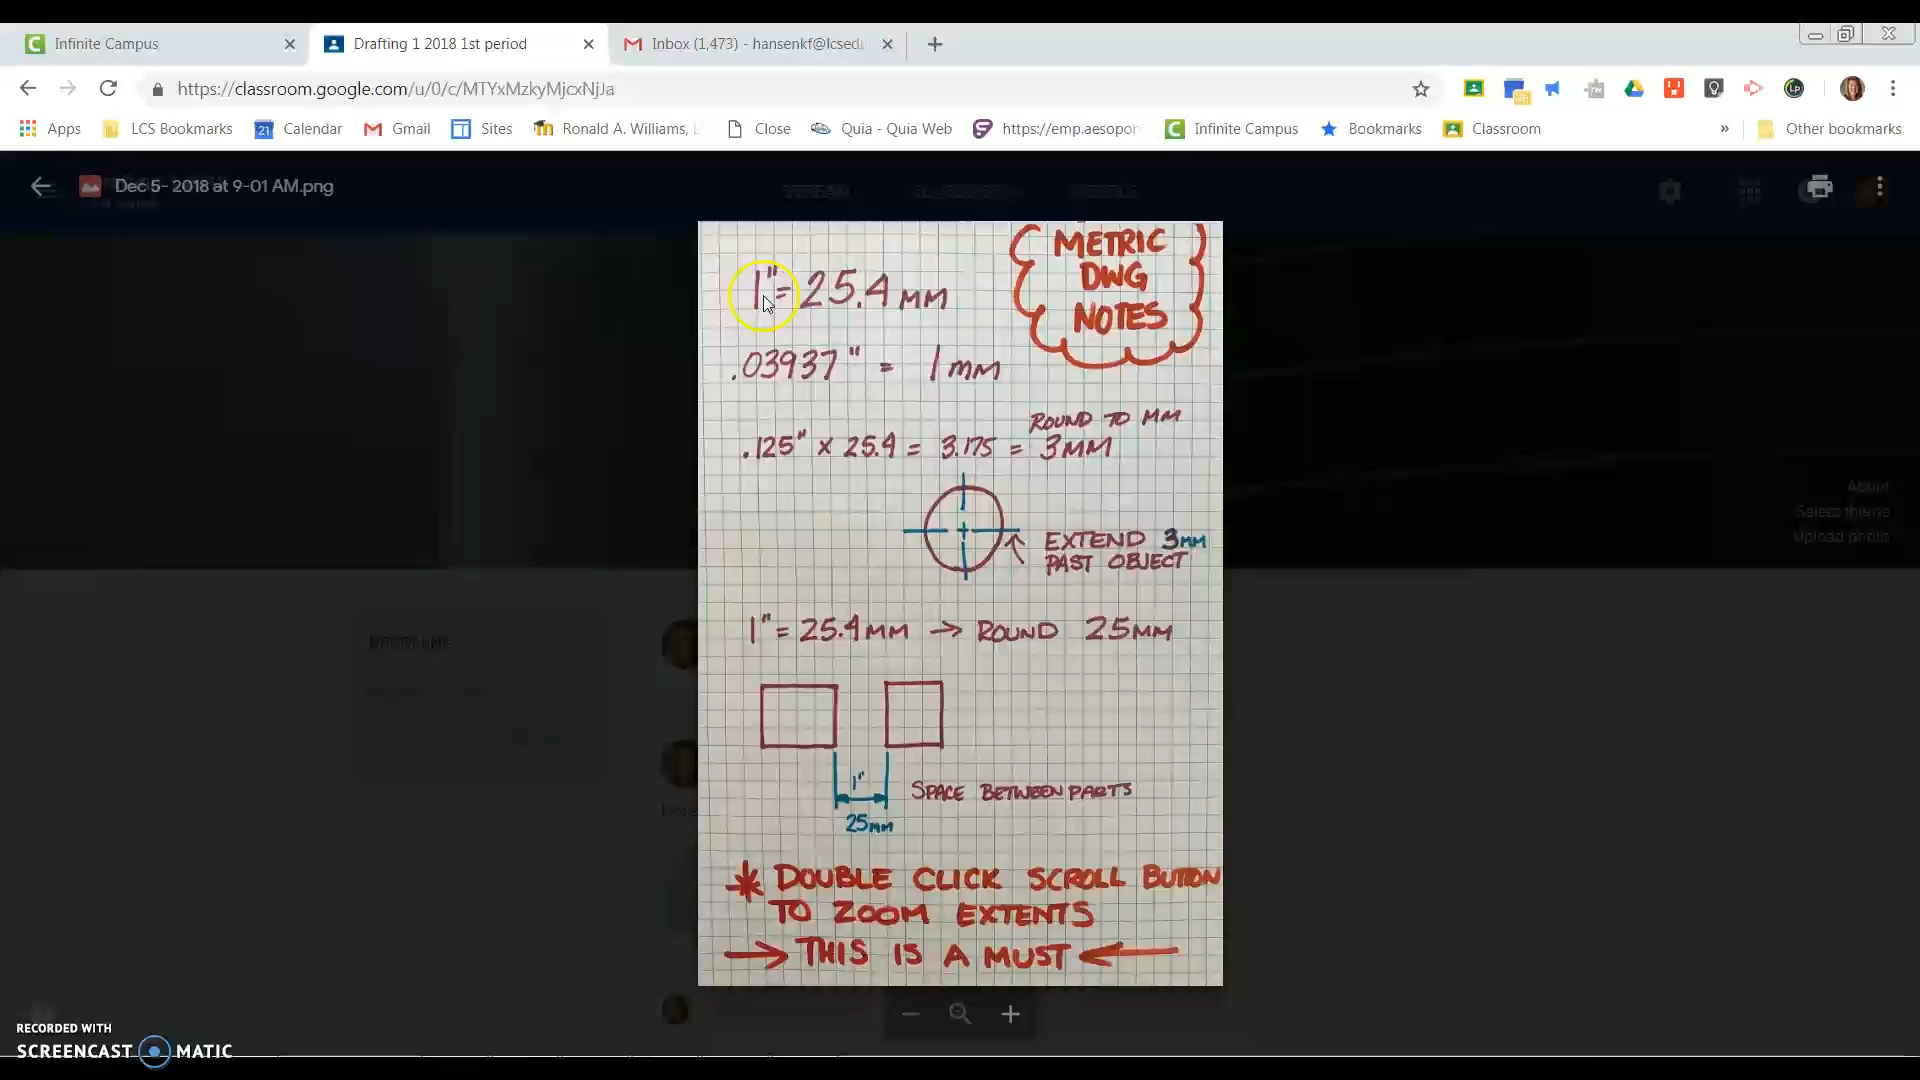 Infinite Campus
Drafting 1 2018 1st period
Inbox (1,473) - hansenkf@lcsed
https://classroom.google.com/u/0/c/MTYxMzkyMjcxNjJa
Apps
LCS Bookmarks
Calendar
Gmail
Sites
Ronald A. Williams, L
Close
Quia - Quia Web
https://emp.aesopor
Infinite Campus
Bookmarks
Classroom
»
Other bookmarks
Dec 5- 2018 at 9-01 AM.png
METRIC
DWG
NOTES
1" = 25.4 MM
.03937" = 1 MM
ROUND TO MM
.125" x 25.4 = 3.175 = 3MM
EXTEND 3MM
PAST OBJECT
1" = 25.4 MM → ROUND 25MM
1"
SPACE BETWEEN PARTS
25MM
* DOUBLE CLICK SCROLL BUTTON
TO ZOOM EXTENTS
→ THIS IS A MUST ←
About
Select theme
Upload photo
RECORDED WITH
SCREENCAST MATIC